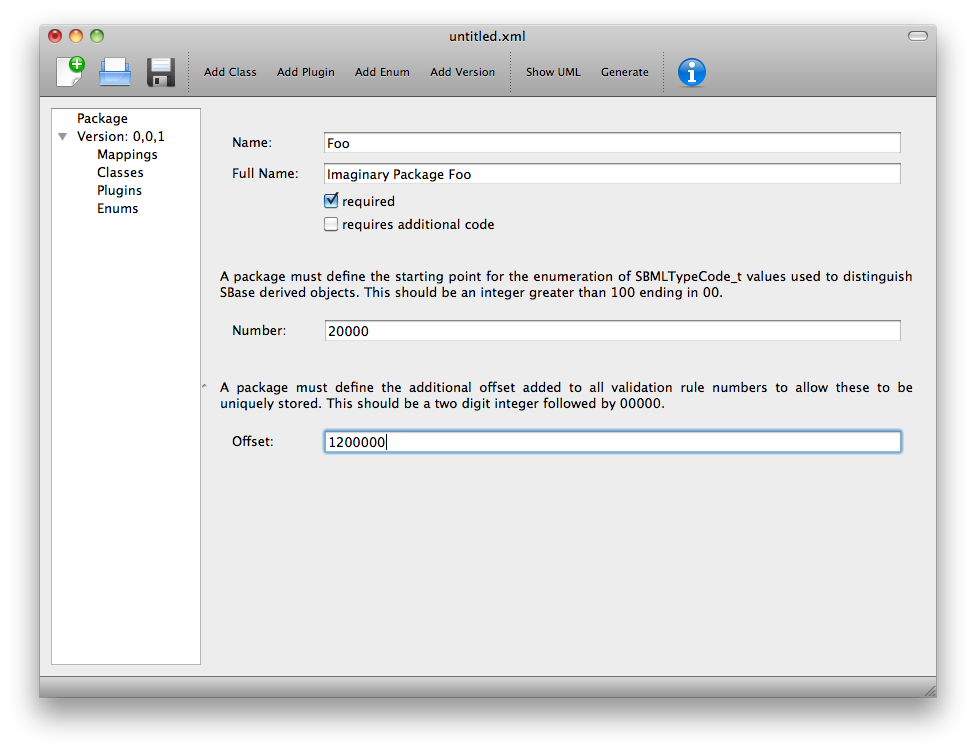 untitled.xml
Add Class Add Plugin Add Enum Add Version Show UML Generate
Package
Version: 0,0,1
Mappings
Classes
Plugins
Enums
Name: Foo
Full Name: Imaginary Package Foo
required
requires additional code
A package must define the starting point for the enumeration of SBMLTypeCode_t values used to distinguish
SBase derived objects. This should be an integer greater than 100 ending in 00.
Number: 20000
A package must define the additional offset added to all validation rule numbers to allow these to be
uniquely stored. This should be a two digit integer followed by 00000.
Offset: 1200000